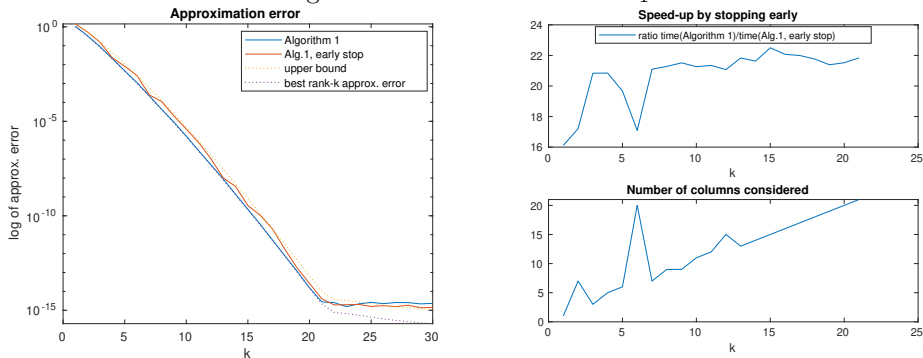 Approximation error
10^0
10^-5
10^-10
10^-15
log of approx. error
Algorithm 1
Alg.1, early stop
upper bound
best rank-k approx. error
0 5 10 15 20 25 30
k
Speed-up by stopping early
24
22
20
18
16
ratio time(Algorithm 1)/time(Alg.1, early stop)
0 5 10 15 20 25
k
Number of columns considered
20
15
10
5
0
0 5 10 15 20 25
k